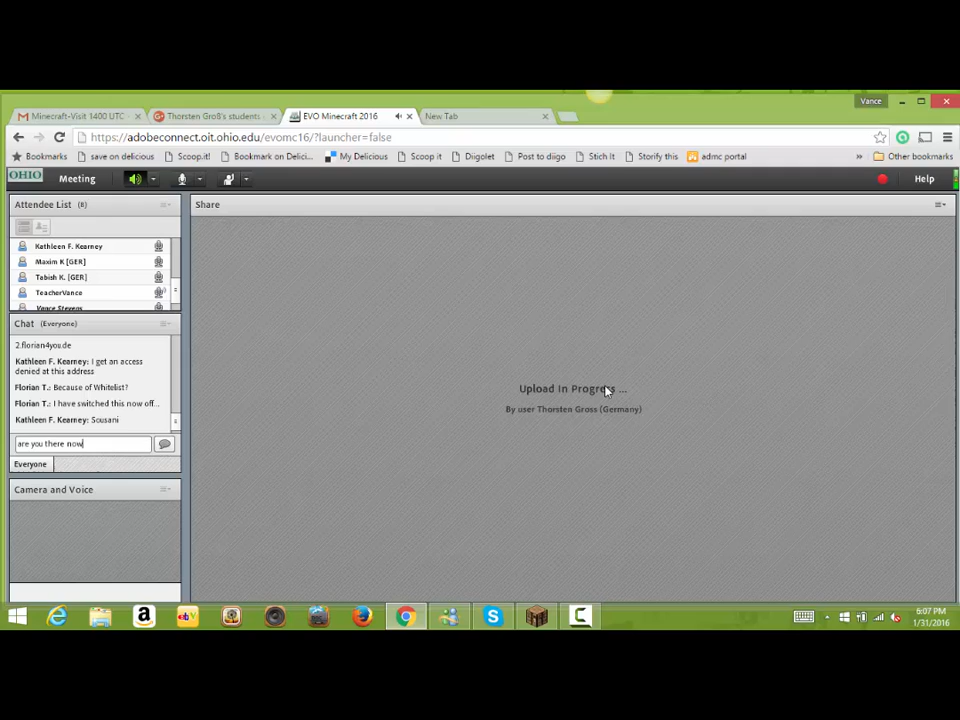 Vance
Minecraft-Visit 1400 UTC
Thorsten Groß's students
EVO Minecraft 2016
New Tab
https://adobeconnect.oit.ohio.edu/evomc16/?launcher=false
Bookmarks
save on delicious
Scoop.it!
Bookmark on Delici...
My Delicious
Scoop it
Diigolet
Post to diigo
Stich It
Storify this
admc portal
»
Other bookmarks
OHIO
Meeting
Help
Attendee List (8)
Share
Kathleen F. Kearney
Maxim K [GER]
Tabish K. [GER]
TeacherVance
Vance Stevens
Chat (Everyone)
2.florian4you.de
Kathleen F. Kearney: I get an access
denied at this address
Florian T.: Because of Whitelist?
Florian T.: I have switched this now off...
Kathleen F. Kearney: Sousani
are you there now
Everyone
Camera and Voice
Upload In Progress ...
By user Thorsten Gross (Germany)
6:07 PM
1/31/2016